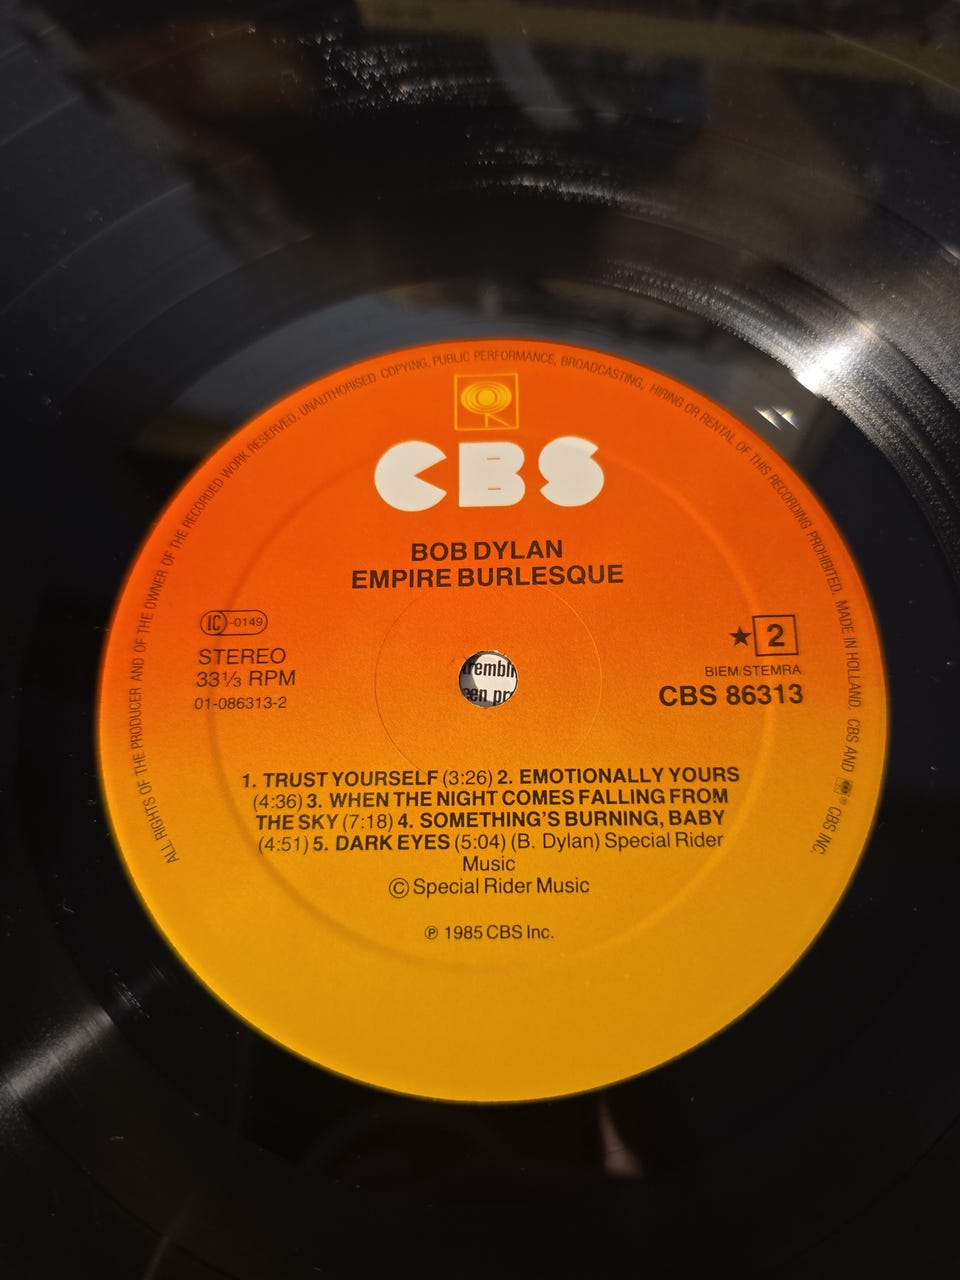 ALL RIGHTS OF THE PRODUCER AND OF THE OWNER OF THE RECORDED WORK RESERVED. UNAUTHORISED COPYING, PUBLIC PERFORMANCE, BROADCASTING, HIRING OR RENTAL OF THIS RECORDING PROHIBITED. MADE IN HOLLAND. CBS AND ® CBS INC.
CBS
BOB DYLAN
EMPIRE BURLESQUE
LC -0149
STEREO
33⅓ RPM
01-086313-2
★ 2
BIEM/STEMRA
CBS 86313
1. TRUST YOURSELF (3:26) 2. EMOTIONALLY YOURS
(4:36) 3. WHEN THE NIGHT COMES FALLING FROM
THE SKY (7:18) 4. SOMETHING'S BURNING, BABY
(4:51) 5. DARK EYES (5:04) (B. Dylan) Special Rider
Music
© Special Rider Music
℗ 1985 CBS Inc.